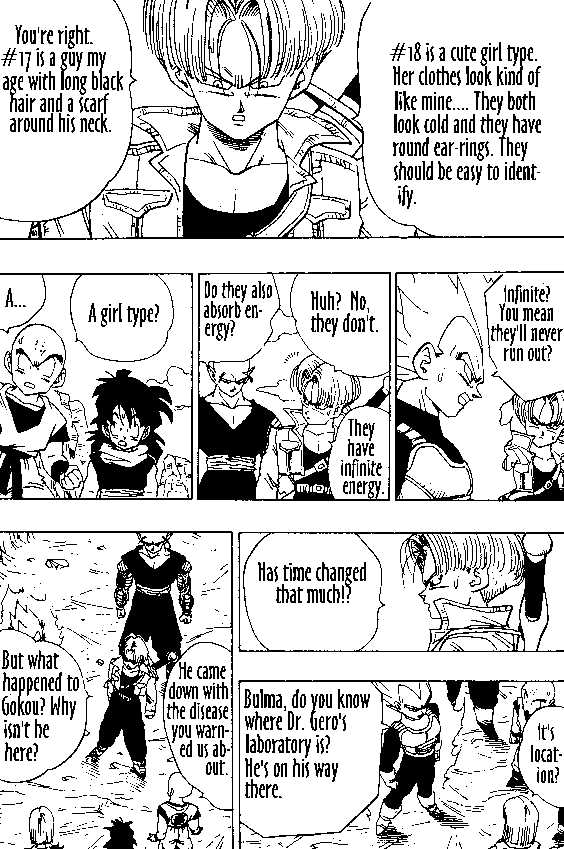 You're right.
#17 is a guy my
age with long black
hair and a scarf
around his neck.
#18 is a cute girl type.
Her clothes look kind of
like mine.... They both
look cold and they have
round ear-rings. They
should be easy to ident-
ify.
A...
A girl type?
Do they also
absorb en-
ergy?
Huh? No,
they don't.
They
have
infinite
energy.
Infinite?
You mean
they'll never
run out?
But what
happened to
Gokou? Why
isn't he
here?
He came
down with
the disease
you warn-
ed us ab-
out.
Has time changed
that much!?
Bulma, do you know
where Dr. Gero's
laboratory is?
He's on his way
there.
It's
locat-
ion?